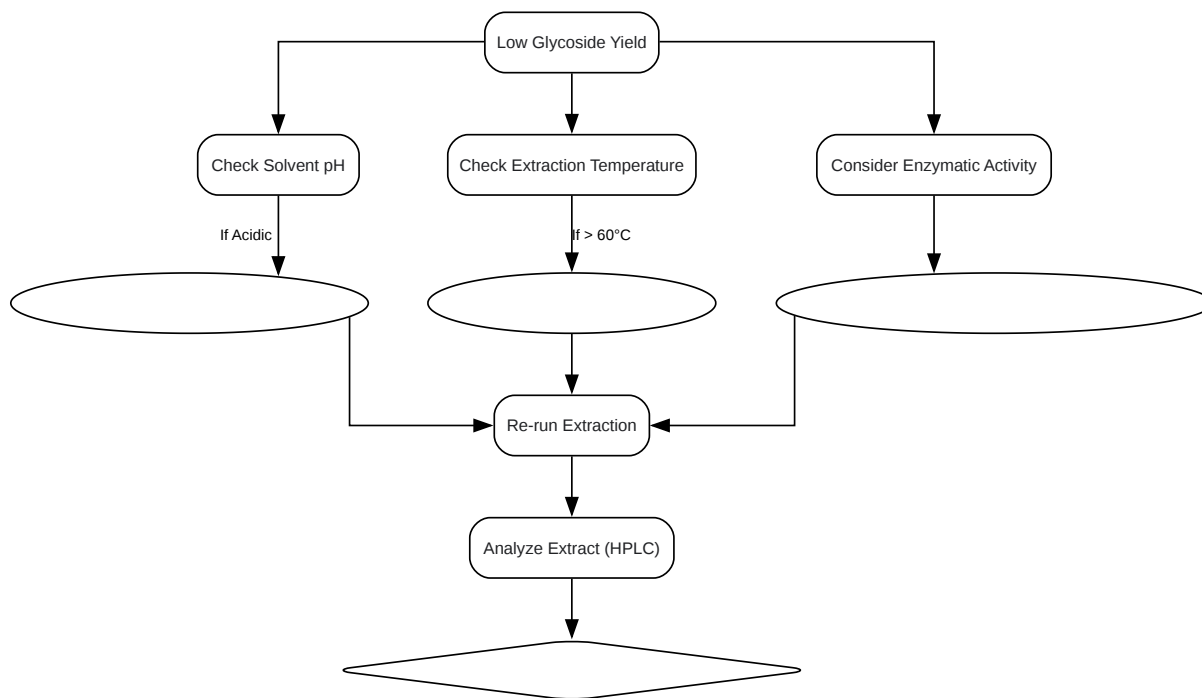 Low Glycoside Yield
Check Solvent pH
Check Extraction Temperature
Consider Enzymatic Activity
If Acidic
If > 60°C
Re-run Extraction
Analyze Extract (HPLC)